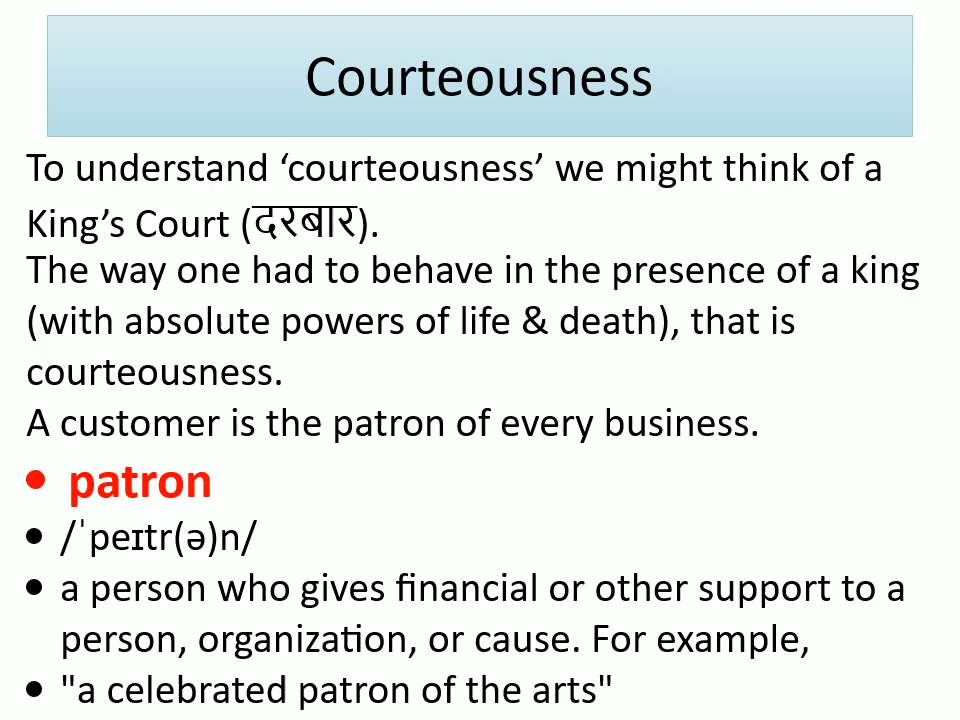 Courteousness
To understand ‘courteousness’ we might think of a
King’s Court (दरबार).
The way one had to behave in the presence of a king
(with absolute powers of life & death), that is
courteousness.
A customer is the patron of every business.
• patron
• /ˈpeɪtr(ə)n/
• a person who gives financial or other support to a
person, organization, or cause. For example,
• "a celebrated patron of the arts"